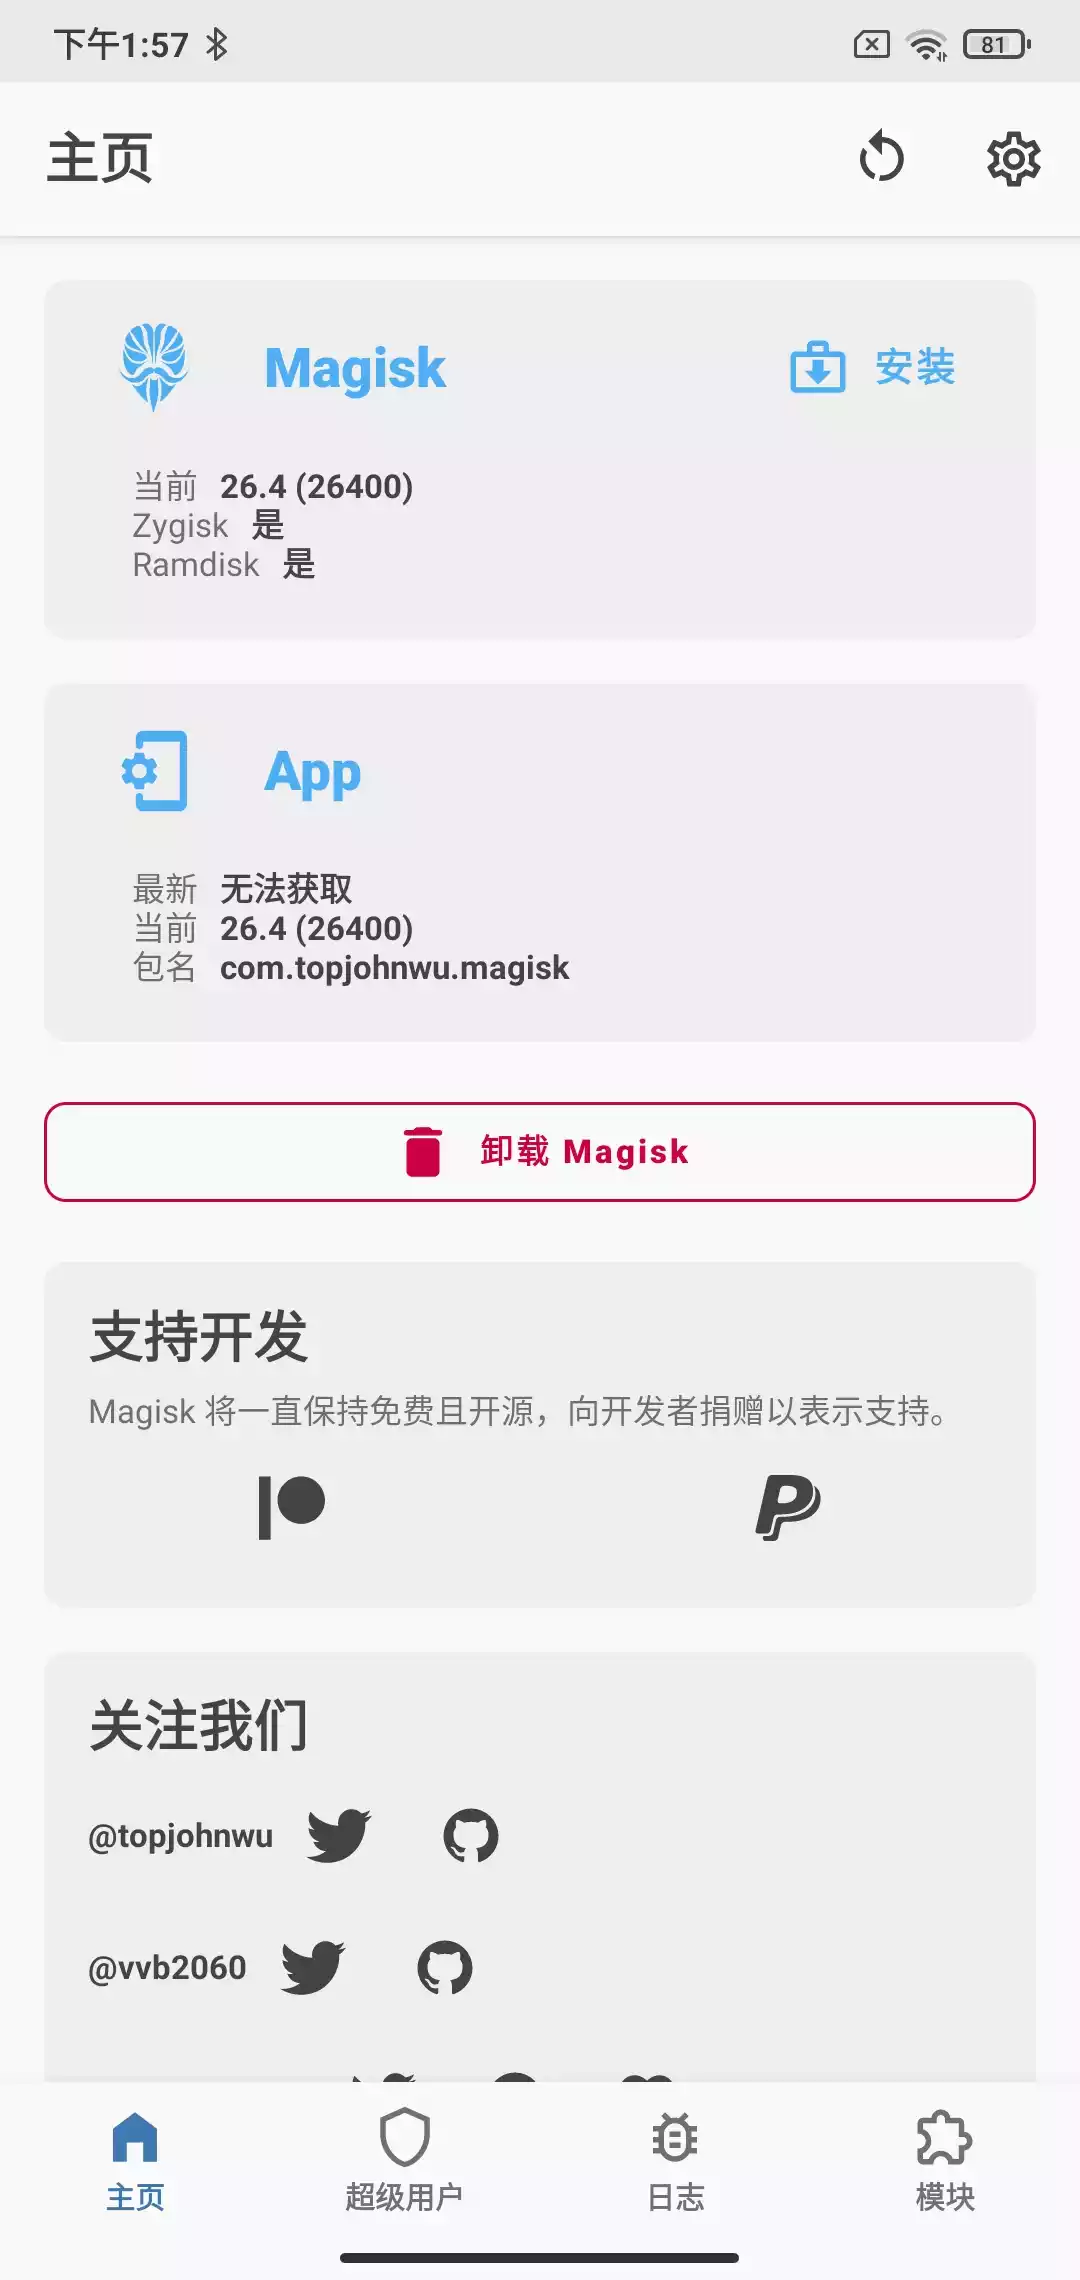 下午1:57
81
主页
Magisk
安装
当前 26.4 (26400)
Zygisk 是
Ramdisk 是
App
最新 无法获取
当前 26.4 (26400)
包名 com.topjohnwu.magisk
卸载 Magisk
支持开发
Magisk 将一直保持免费且开源，向开发者捐赠以表示支持。
关注我们
@topjohnwu
@vvb2060
主页
超级用户
日志
模块